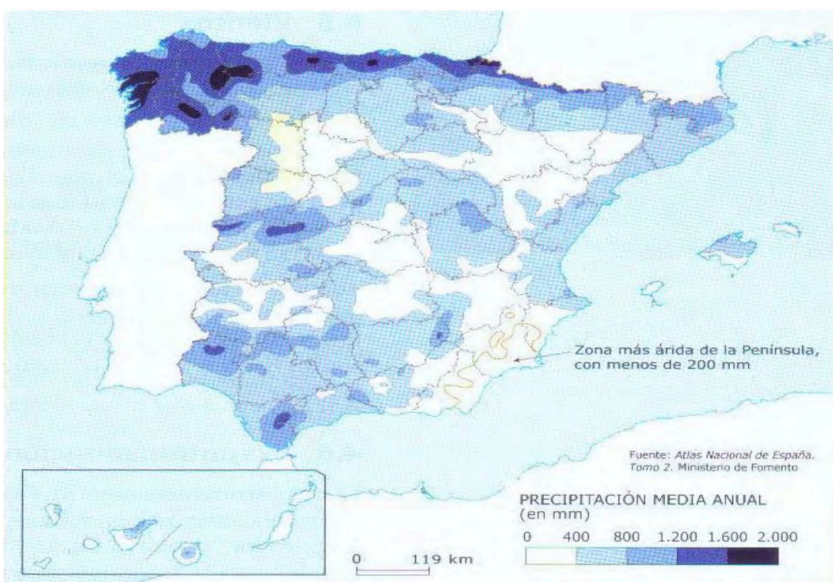 Zona más árida de la Península,
con menos de 200 mm
Fuente: Atlas Nacional de España.
Tomo 2. Ministerio de Fomento
PRECIPITACIÓN MEDIA ANUAL
(en mm)
0 400 800 1.200 1.600 2.000
0 119 km